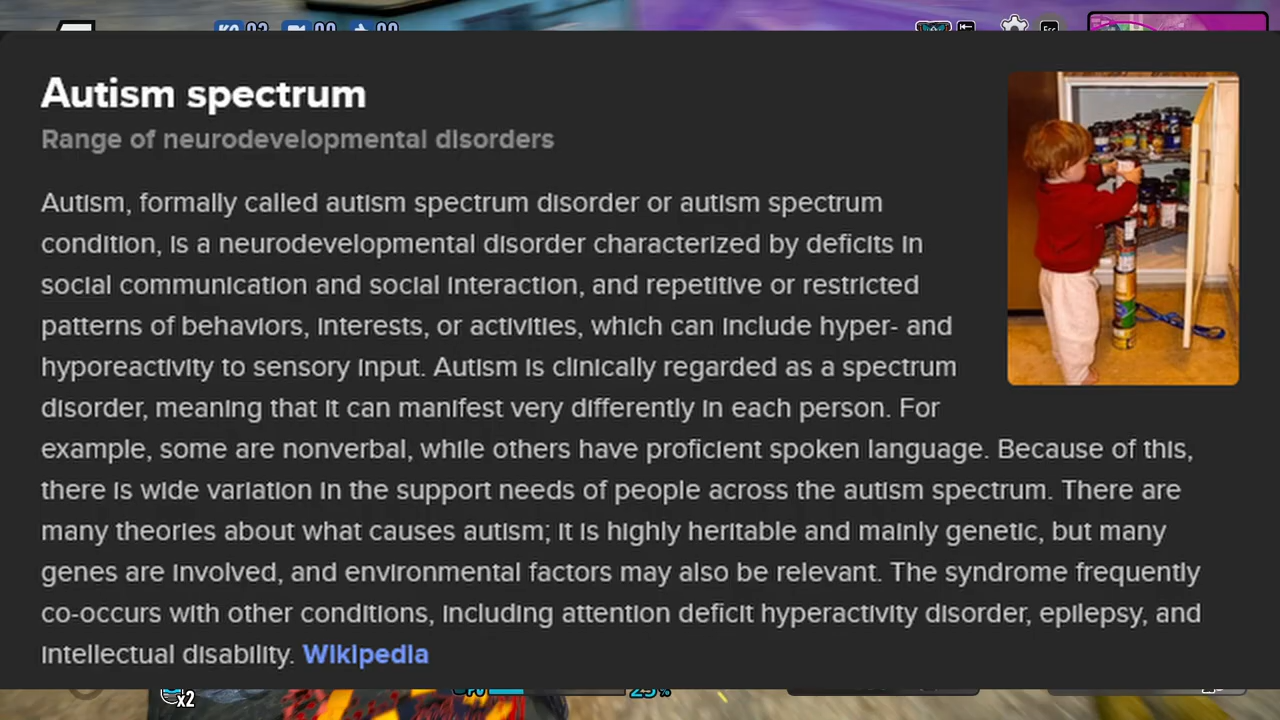 Autism spectrum
Range of neurodevelopmental disorders
Autism, formally called autism spectrum disorder or autism spectrum
condition, is a neurodevelopmental disorder characterized by deficits in
social communication and social interaction, and repetitive or restricted
patterns of behaviors, interests, or activities, which can include hyper- and
hyporeactivity to sensory input. Autism is clinically regarded as a spectrum
disorder, meaning that it can manifest very differently in each person. For
example, some are nonverbal, while others have proficient spoken language. Because of this,
there is wide variation in the support needs of people across the autism spectrum. There are
many theories about what causes autism; it is highly heritable and mainly genetic, but many
genes are involved, and environmental factors may also be relevant. The syndrome frequently
co-occurs with other conditions, including attention deficit hyperactivity disorder, epilepsy, and
intellectual disability. Wikipedia
x2